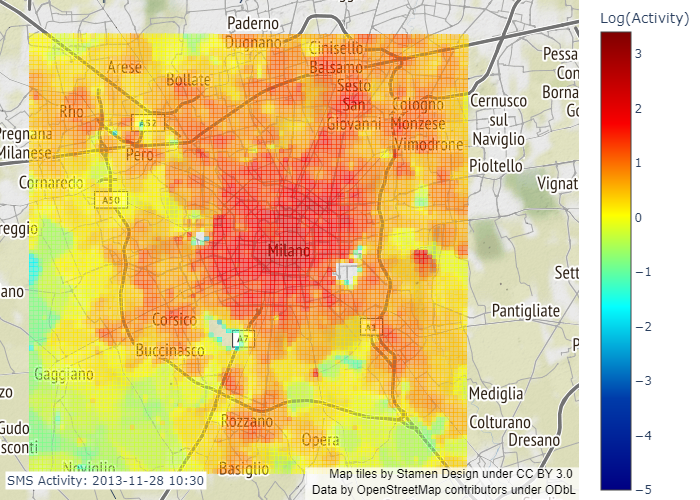 Log(Activity)
Paderno
Dugnano
Cinisello
Balsamo
Sesto
San
Giovanni
Cologno
Monzese
Vimodrone
Arese
Bollate
Rho
A52
Pero
Pregnana
Milanese
Cornaredo
A50
reggio
ano
Cernusco
sul
Naviglio
Pioltello
Pessa
Con
Borna
Go
Vignat
Milano
Sett
Pantigliate
P
Corsico
A7
Buccinasco
Gaggiano
zo
Gudo
sconti
Noviglio
Rozzano
Opera
Basiglio
Mediglia
Colturano
Dresano
3
2
1
0
−1
−2
−3
−4
−5
SMS Activity: 2013-11-28 10:30
Map tiles by Stamen Design under CC BY 3.0
Data by OpenStreetMap contributors under ODbL